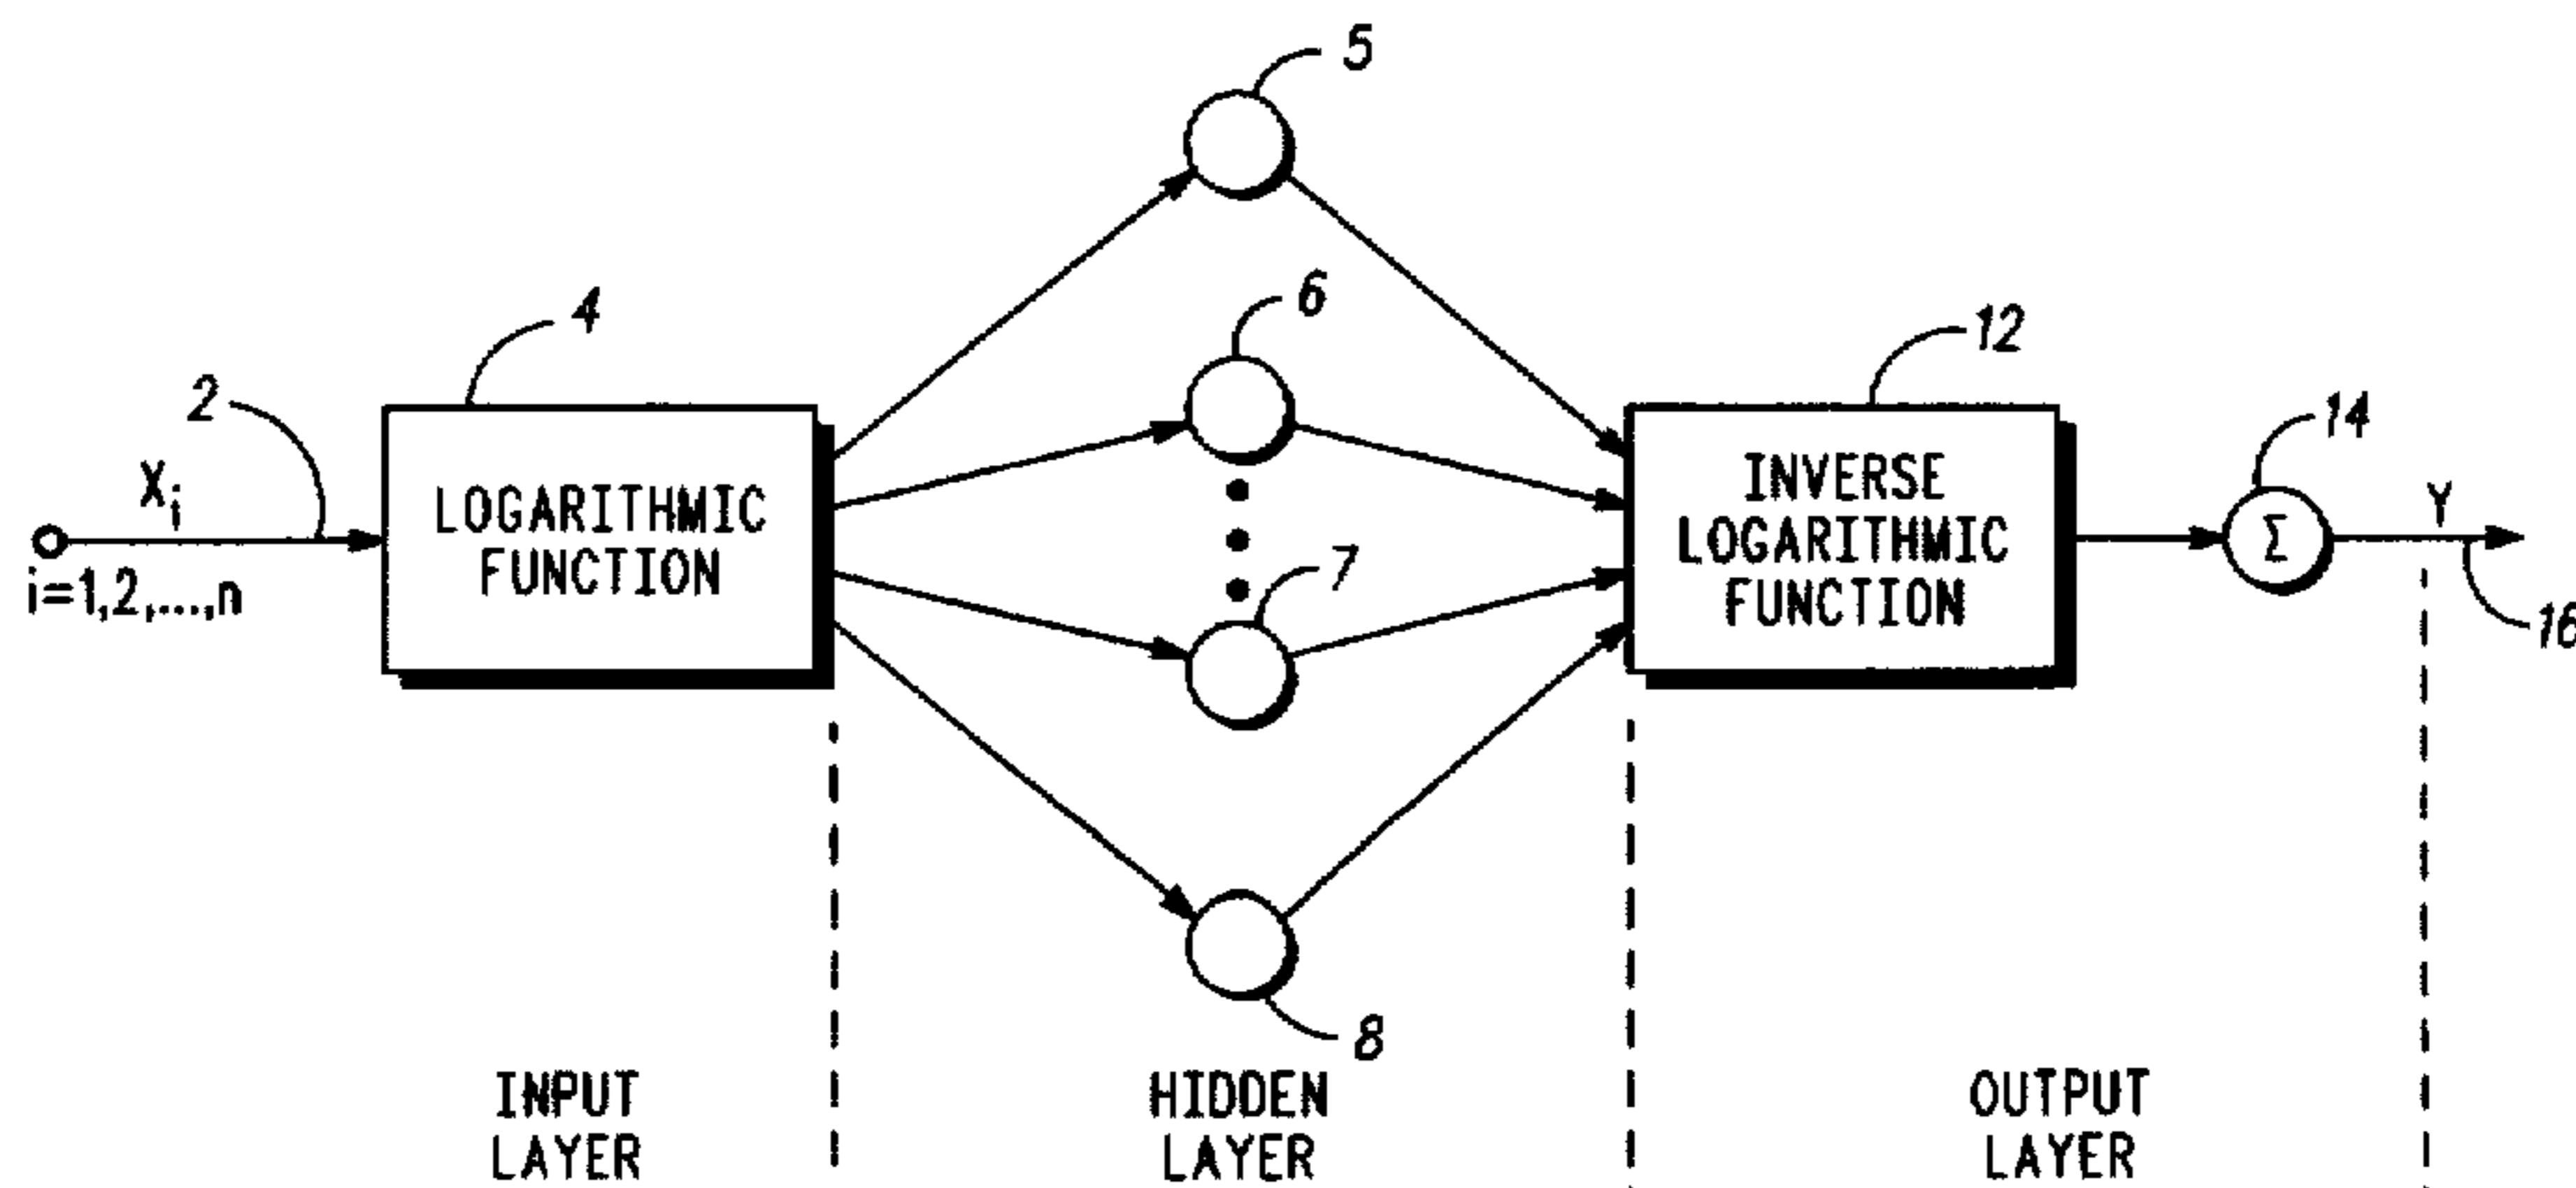 5
6
4
12
2
14
X_i
LOGARITHMIC
FUNCTION
INVERSE
LOGARITHMIC
FUNCTION
Σ
Y
7
i=1,2,...,n
16
8
INPUT
LAYER
HIDDEN
LAYER
OUTPUT
LAYER